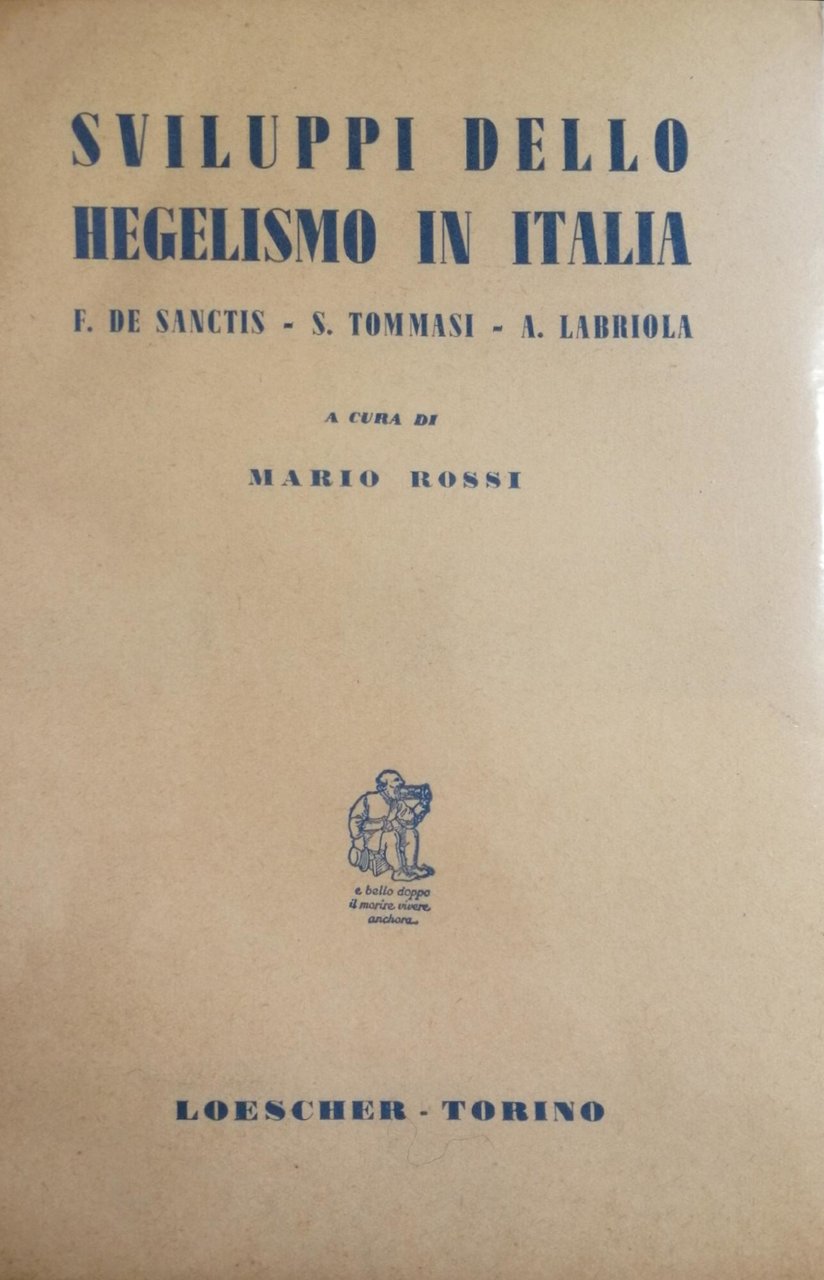 SVILUPPI DELLO
HEGELISMO IN ITALIA
F. DE SANCTIS - S. TOMMASI - A. LABRIOLA
A CURA DI
MARIO ROSSI
e bello doppo
il morire vivere
anchora
LOESCHER - TORINO